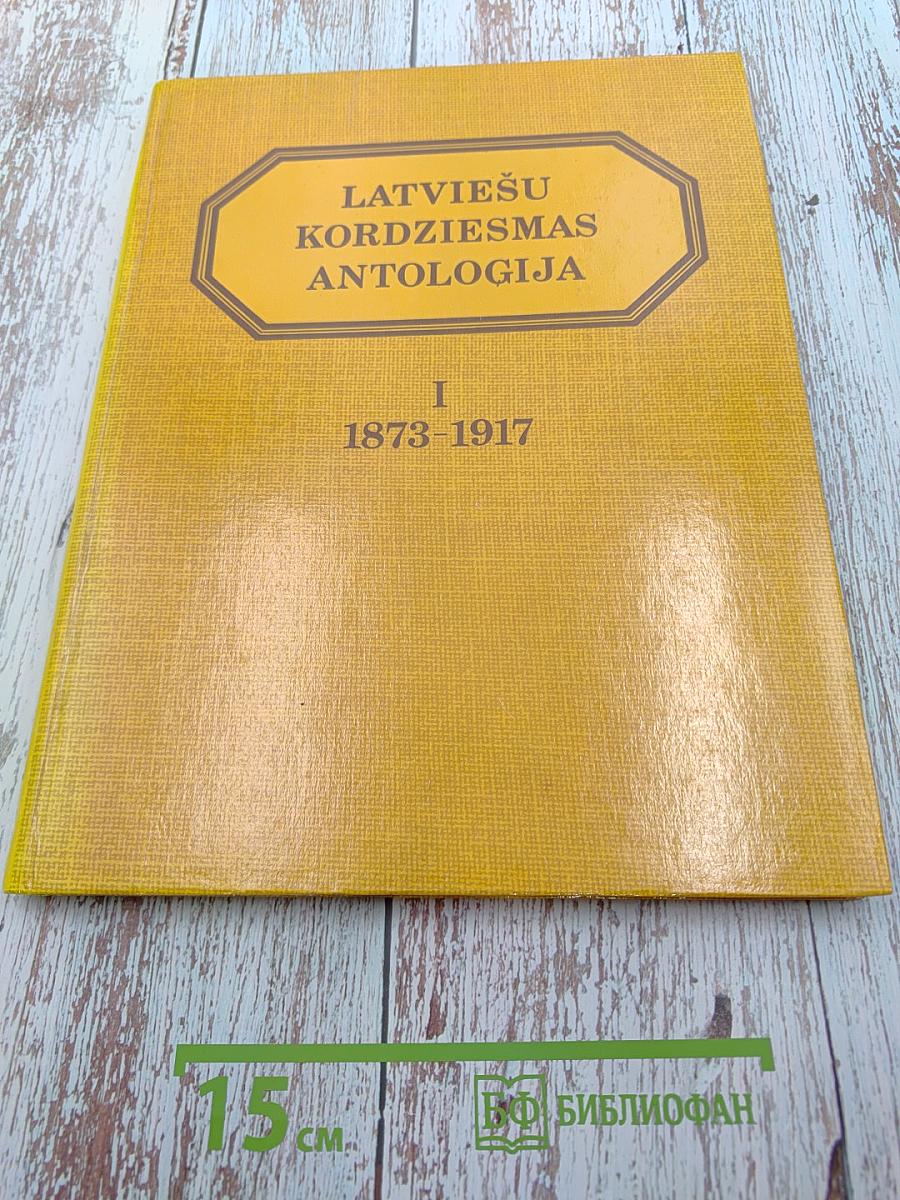 LATVIEŠU
KORDZIESMAS
ANTOLOĢIJA
I
1873-1917
15 см
БФ БИБЛИОФАН